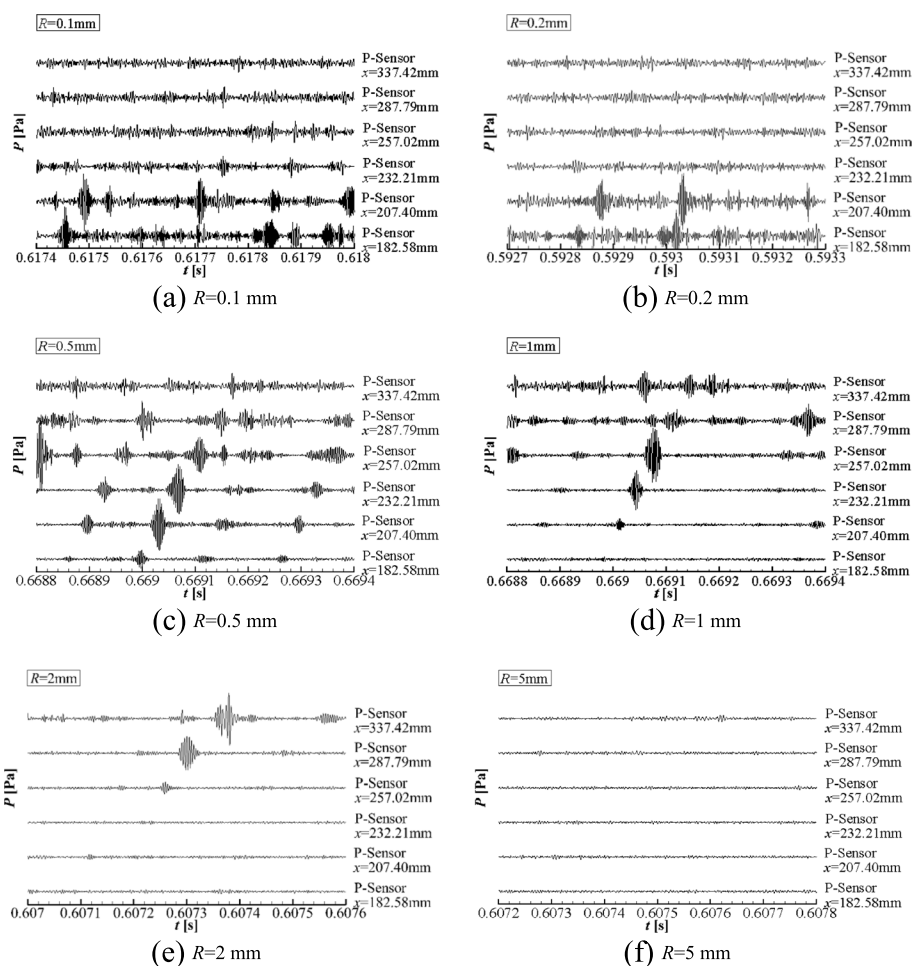 R=0.1mm
P-Sensor
x=337.42mm
P-Sensor
x=287.79mm
P-Sensor
x=257.02mm
P-Sensor
x=232.21mm
P-Sensor
x=207.40mm
P-Sensor
x=182.58mm
P [Pa]
0.6174 0.6175 0.6176 0.6177 0.6178 0.6179 0.618
t [s]
(a) R=0.1 mm
R=0.2mm
P-Sensor
x=337.42mm
P-Sensor
x=287.79mm
P-Sensor
x=257.02mm
P-Sensor
x=232.21mm
P-Sensor
x=207.40mm
P-Sensor
x=182.58mm
P [Pa]
0.5927 0.5928 0.5929 0.593 0.5931 0.5932 0.5933
t [s]
(b) R=0.2 mm
R=0.5mm
P-Sensor
x=337.42mm
P-Sensor
x=287.79mm
P-Sensor
x=257.02mm
P-Sensor
x=232.21mm
P-Sensor
x=207.40mm
P-Sensor
x=182.58mm
P [Pa]
0.6688 0.6689 0.669 0.6691 0.6692 0.6693 0.6694
t [s]
(c) R=0.5 mm
R=1mm
P-Sensor
x=337.42mm
P-Sensor
x=287.79mm
P-Sensor
x=257.02mm
P-Sensor
x=232.21mm
P-Sensor
x=207.40mm
P-Sensor
x=182.58mm
P [Pa]
0.6688 0.6689 0.669 0.6691 0.6692 0.6693 0.6694
t [s]
(d) R=1 mm
R=2mm
P-Sensor
x=337.42mm
P-Sensor
x=287.79mm
P-Sensor
x=257.02mm
P-Sensor
x=232.21mm
P-Sensor
x=207.40mm
P-Sensor
x=182.58mm
P [Pa]
0.607 0.6071 0.6072 0.6073 0.6074 0.6075 0.6076
t [s]
(e) R=2 mm
R=5mm
P-Sensor
x=337.42mm
P-Sensor
x=287.79mm
P-Sensor
x=257.02mm
P-Sensor
x=232.21mm
P-Sensor
x=207.40mm
P-Sensor
x=182.58mm
P [Pa]
0.6072 0.6073 0.6074 0.6075 0.6076 0.6077 0.6078
t [s]
(f) R=5 mm